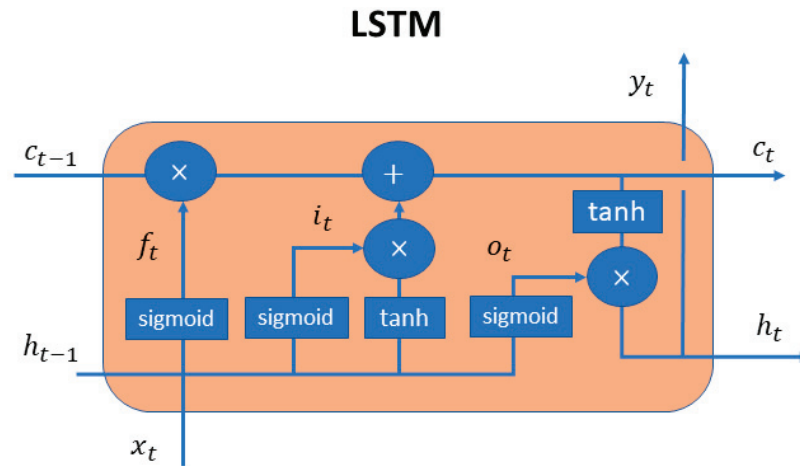 LSTM
y_t
c_{t-1}
c_t
×
+
tanh
i_t
f_t
×
o_t
×
sigmoid
sigmoid
tanh
sigmoid
h_{t-1}
h_t
x_t